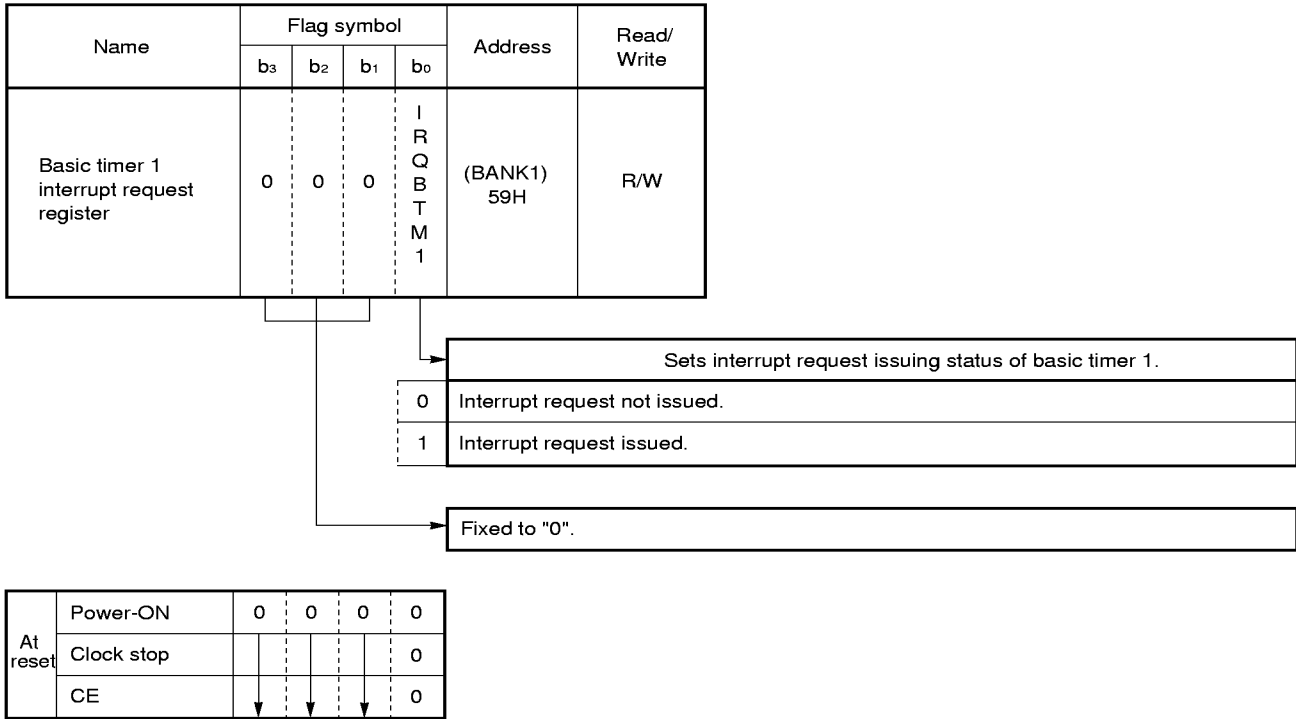 Name
Flag symbol
Address
Read/
Write
b3 b2 b1 b0
Basic timer 1
interrupt request
register
0 0 0
I
R
Q
B
T
M
1
(BANK1)
59H
R/W
Sets interrupt request issuing status of basic timer 1.
0 Interrupt request not issued.
1 Interrupt request issued.
Fixed to "0".
At
reset
Power-ON 0 0 0 0
Clock stop 0
CE 0